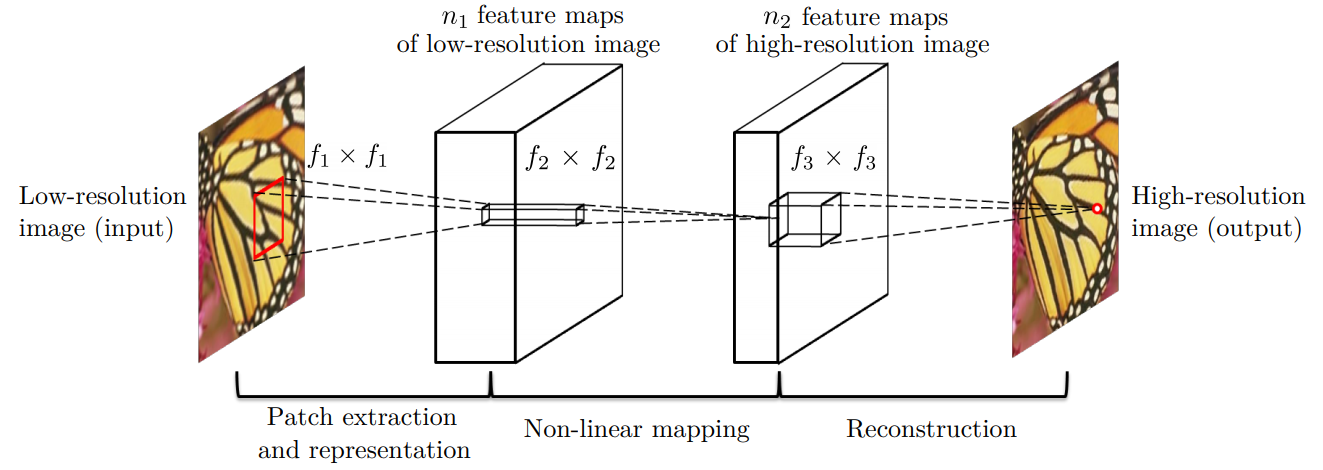 n₁ feature maps
of low-resolution image
n₂ feature maps
of high-resolution image
f₁ × f₁
f₂ × f₂
f₃ × f₃
Low-resolution
image (input)
High-resolution
image (output)
Patch extraction
and representation
Non-linear mapping
Reconstruction